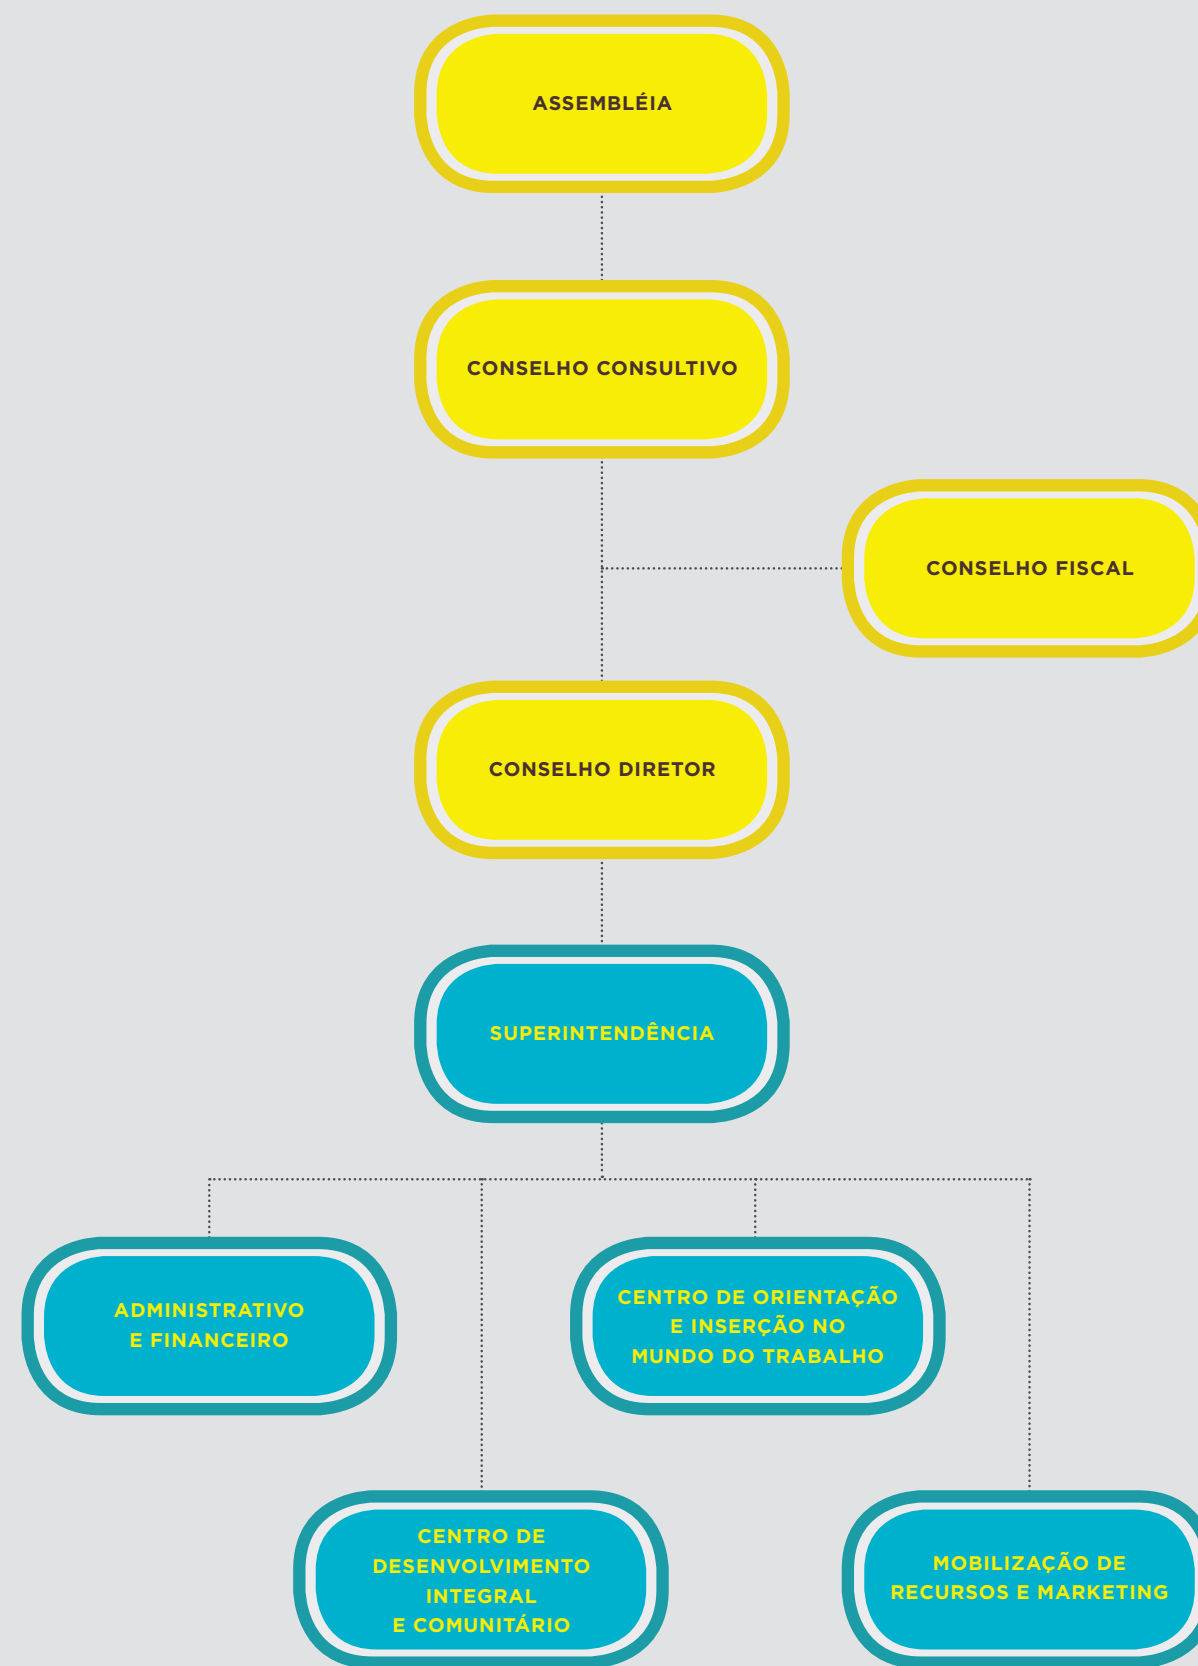 ASSEMBLÉIA
CONSELHO CONSULTIVO
CONSELHO FISCAL
CONSELHO DIRETOR
SUPERINTENDÊNCIA
ADMINISTRATIVO
E FINANCEIRO
CENTRO DE ORIENTAÇÃO
E INSERÇÃO NO
MUNDO DO TRABALHO
CENTRO DE
DESENVOLVIMENTO
INTEGRAL
E COMUNITÁRIO
MOBILIZAÇÃO DE
RECURSOS E MARKETING